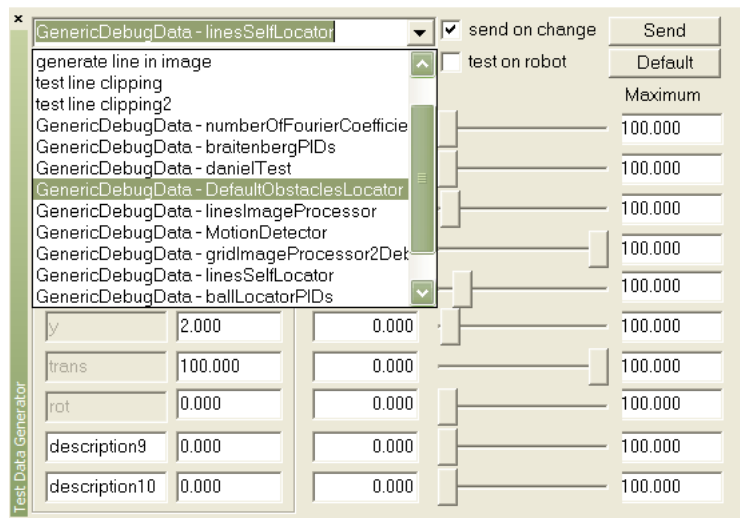 GenericDebugData - linesSelfLocator
send on change
Send
generate line in image
test on robot
Default
test line clipping
test line clipping2
Maximum
GenericDebugData - numberOfFourierCoefficie
100.000
GenericDebugData - braitenbergPIDs
GenericDebugData - danielTest
100.000
GenericDebugData - DefaultObstaclesLocator
GenericDebugData - linesImageProcessor
100.000
GenericDebugData - MotionDetector
GenericDebugData - gridImageProcessor2Deb
100.000
GenericDebugData - linesSelfLocator
GenericDebugData - ballLocatorPIDs
100.000
y 2.000 0.000 100.000
trans 100.000 0.000 100.000
rot 0.000 0.000 100.000
description9 0.000 0.000 100.000
description10 0.000 0.000 100.000
Test Data Generator